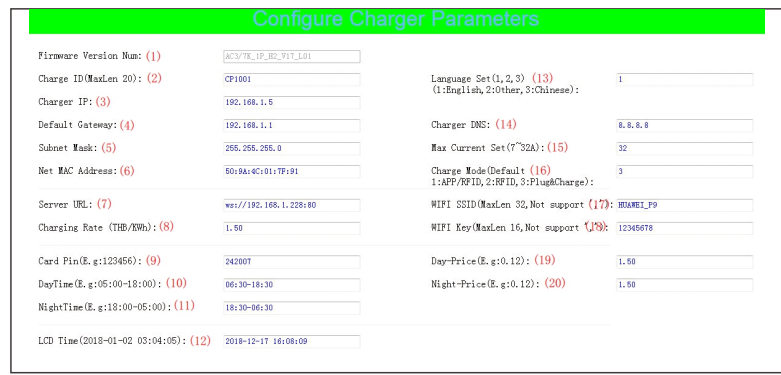 Configure Charger Parameters
Firmware Version Num: (1) AC3/7K_1P_H2_V17_L01
Charge ID(MaxLen 20): (2) CP1001
Language Set(1,2,3) (13) 1
(1:English,2:Other,3:Chinese):
Charger IP: (3) 192.168.1.5
Default Gateway: (4) 192.168.1.1
Charger DNS: (14) 8.8.8.8
Subnet Mask: (5) 255.255.255.0
Max Current Set(7~32A): (15) 32
Net MAC Address: (6) 50:9A:4C:01:7F:91
Charge Mode(Default (16) 3
1:APP/RFID,2:RFID,3:Plug&Charge):
Server URL: (7) ws://192.168.1.228:80
WIFI SSID(MaxLen 32,Not support (17): HUAWEI_P9
Charging Rate (THB/KWh): (8) 1.50
WIFI Key(MaxLen 16,Not support (18): 12345678
Card Pin(E.g:123456): (9) 242007
Day-Price(E.g:0.12): (19) 1.50
DayTime(E.g:05:00-18:00): (10) 06:30-18:30
Night-Price(E.g:0.12): (20) 1.50
NightTime(E.g:18:00-05:00): (11) 18:30-06:30
LCD Time(2018-01-02 03:04:05): (12) 2018-12-17 16:08:09